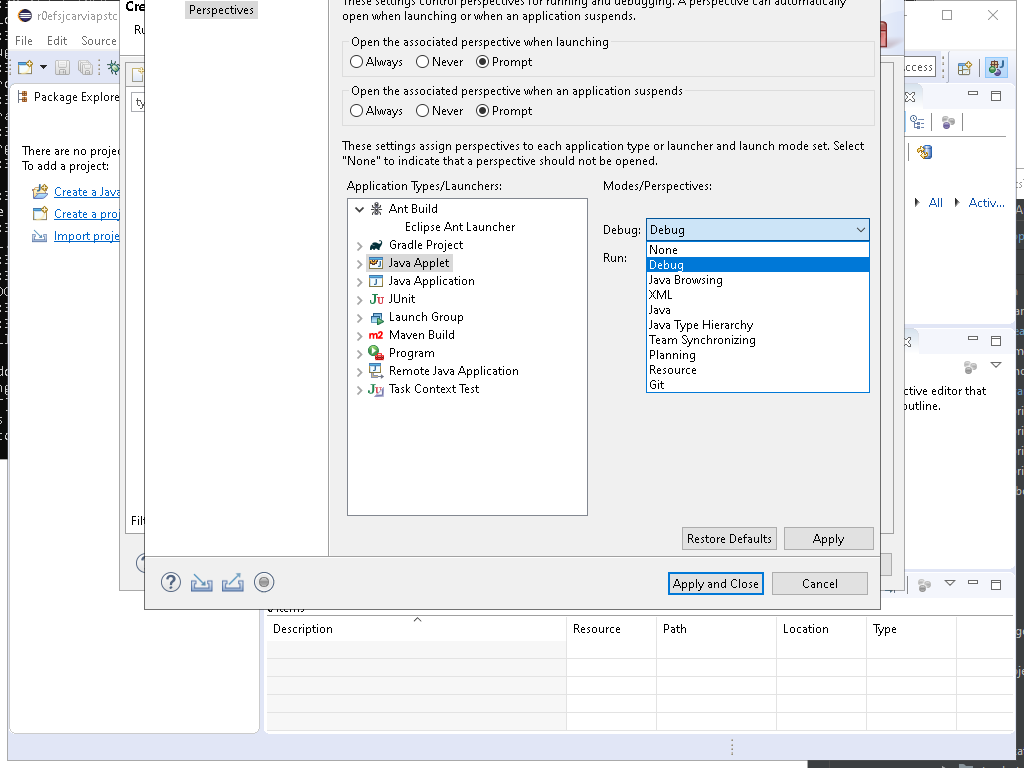 r0efsjcarviapstc
Cre
Perspectives
These settings control perspectives for running and debugging. A perspective can automatically
open when launching or when an application suspends.
File Edit Source
Ru
Open the associated perspective when launching
Always Never Prompt
ccess
Open the associated perspective when an application suspends
Package Explore
ty
Always Never Prompt
There are no projec
To add a project:
Create a Java
Create a proj
Import proje
These settings assign perspectives to each application type or launcher and launch mode set. Select
"None" to indicate that a perspective should not be opened.
Application Types/Launchers:
Modes/Perspectives:
Ant Build
Eclipse Ant Launcher
Gradle Project
Java Applet
Java Application
JUnit
Launch Group
Maven Build
Program
Remote Java Application
Task Context Test
Debug: Debug
Run:
None
Debug
Java Browsing
XML
Java
Java Type Hierarchy
Team Synchronizing
Planning
Resource
Git
All Activ...
ctive editor that
outline.
Filt
Restore Defaults Apply
Apply and Close Cancel
Description Resource Path Location Type